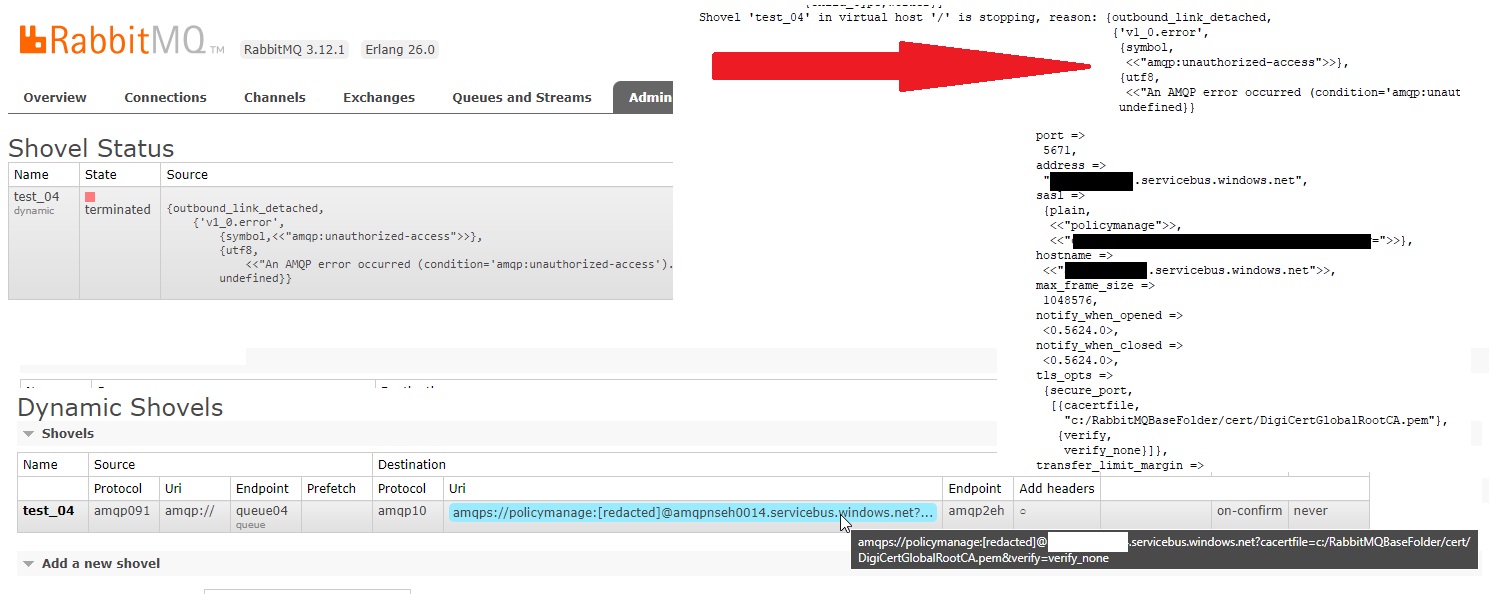 RabbitMQ TM RabbitMQ 3.12.1 Erlang 26.0
Overview Connections Channels Exchanges Queues and Streams Admin
Shovel Status
Name State Source
test_04
dynamic
terminated
{outbound_link_detached,
{'v1_0.error',
{symbol,<<"amqp:unauthorized-access">>},
{utf8,
<<"An AMQP error occurred (condition='amqp:unauthorized-access').
undefined}}
Shovel 'test_04' in virtual host '/' is stopping, reason: {outbound_link_detached,
{'v1_0.error',
{symbol,
<<"amqp:unauthorized-access">>},
{utf8,
<<"An AMQP error occurred (condition='amqp:unaut
undefined}}
port =>
5671,
address =>
".servicebus.windows.net",
sasl =>
{plain,
<<"policymanage">>,
<<"=">>},
hostname =>
<<".servicebus.windows.net">>,
max_frame_size =>
1048576,
notify_when_opened =>
<0.5624.0>,
notify_when_closed =>
<0.5624.0>,
tls_opts =>
{secure_port,
[{cacertfile,
"c:/RabbitMQBaseFolder/cert/DigiCertGlobalRootCA.pem"},
{verify,
verify_none}]},
transfer_limit_margin =>
Dynamic Shovels
Shovels
Name Source Destination
Protocol Uri Endpoint Prefetch Protocol Uri Endpoint Add headers
test_04 amqp091 amqp:// queue04 amqp10 amqps://policymanage:[redacted]@amqpnseh0014.servicebus.windows.net?... amqp2eh ○ on-confirm never
queue
amqps://policymanage:[redacted]@ .servicebus.windows.net?cacertfile=c:/RabbitMQBaseFolder/cert/
DigiCertGlobalRootCA.pem&verify=verify_none
Add a new shovel